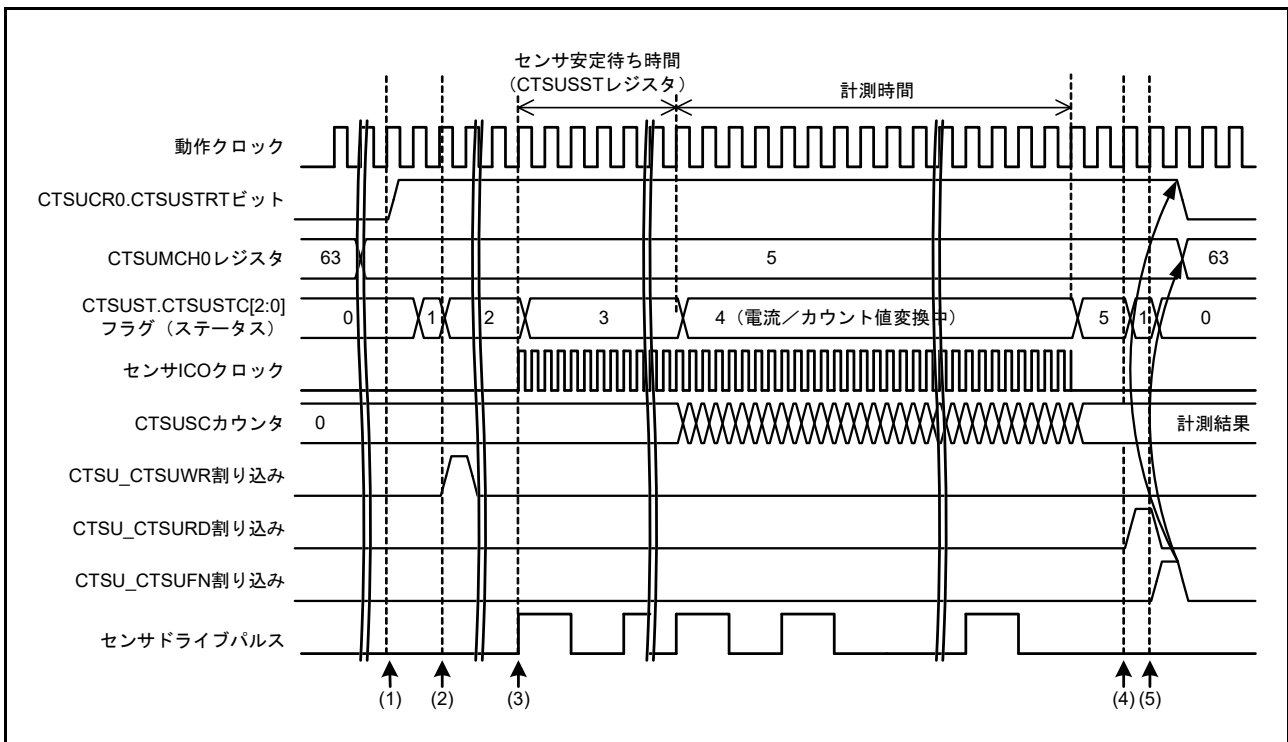 センサ安定待ち時間
（CTSUSSTレジスタ）
計測時間
動作クロック
CTSUCR0.CTSUSTRTビット
CTSUMCH0レジスタ 63 5 63
CTSUST.CTSUSTC[2:0]
フラグ（ステータス） 0 1 2 3 4（電流／カウント値変換中） 5 1 0
センサICOクロック
CTSUSCカウンタ 0 計測結果
CTSU_CTSUWR割り込み
CTSU_CTSURD割り込み
CTSU_CTSUFN割り込み
センサドライブパルス
(1) (2) (3) (4) (5)